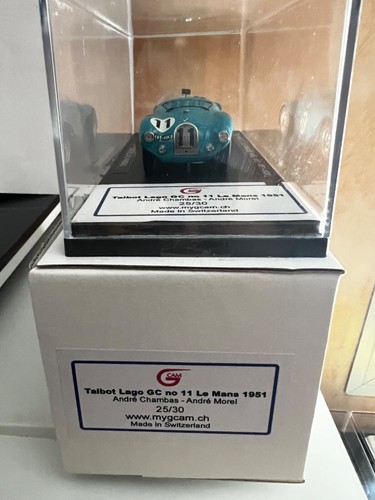 11
Talbot Lago GC no 11 Le Mans 1951
André Chambas - André Morel
25/30
www.mygcam.ch
Made in Switzerland
CAM
Talbot Lago GC no 11 Le Mans 1951
André Chambas - André Morel
25/30
www.mygcam.ch
Made in Switzerland